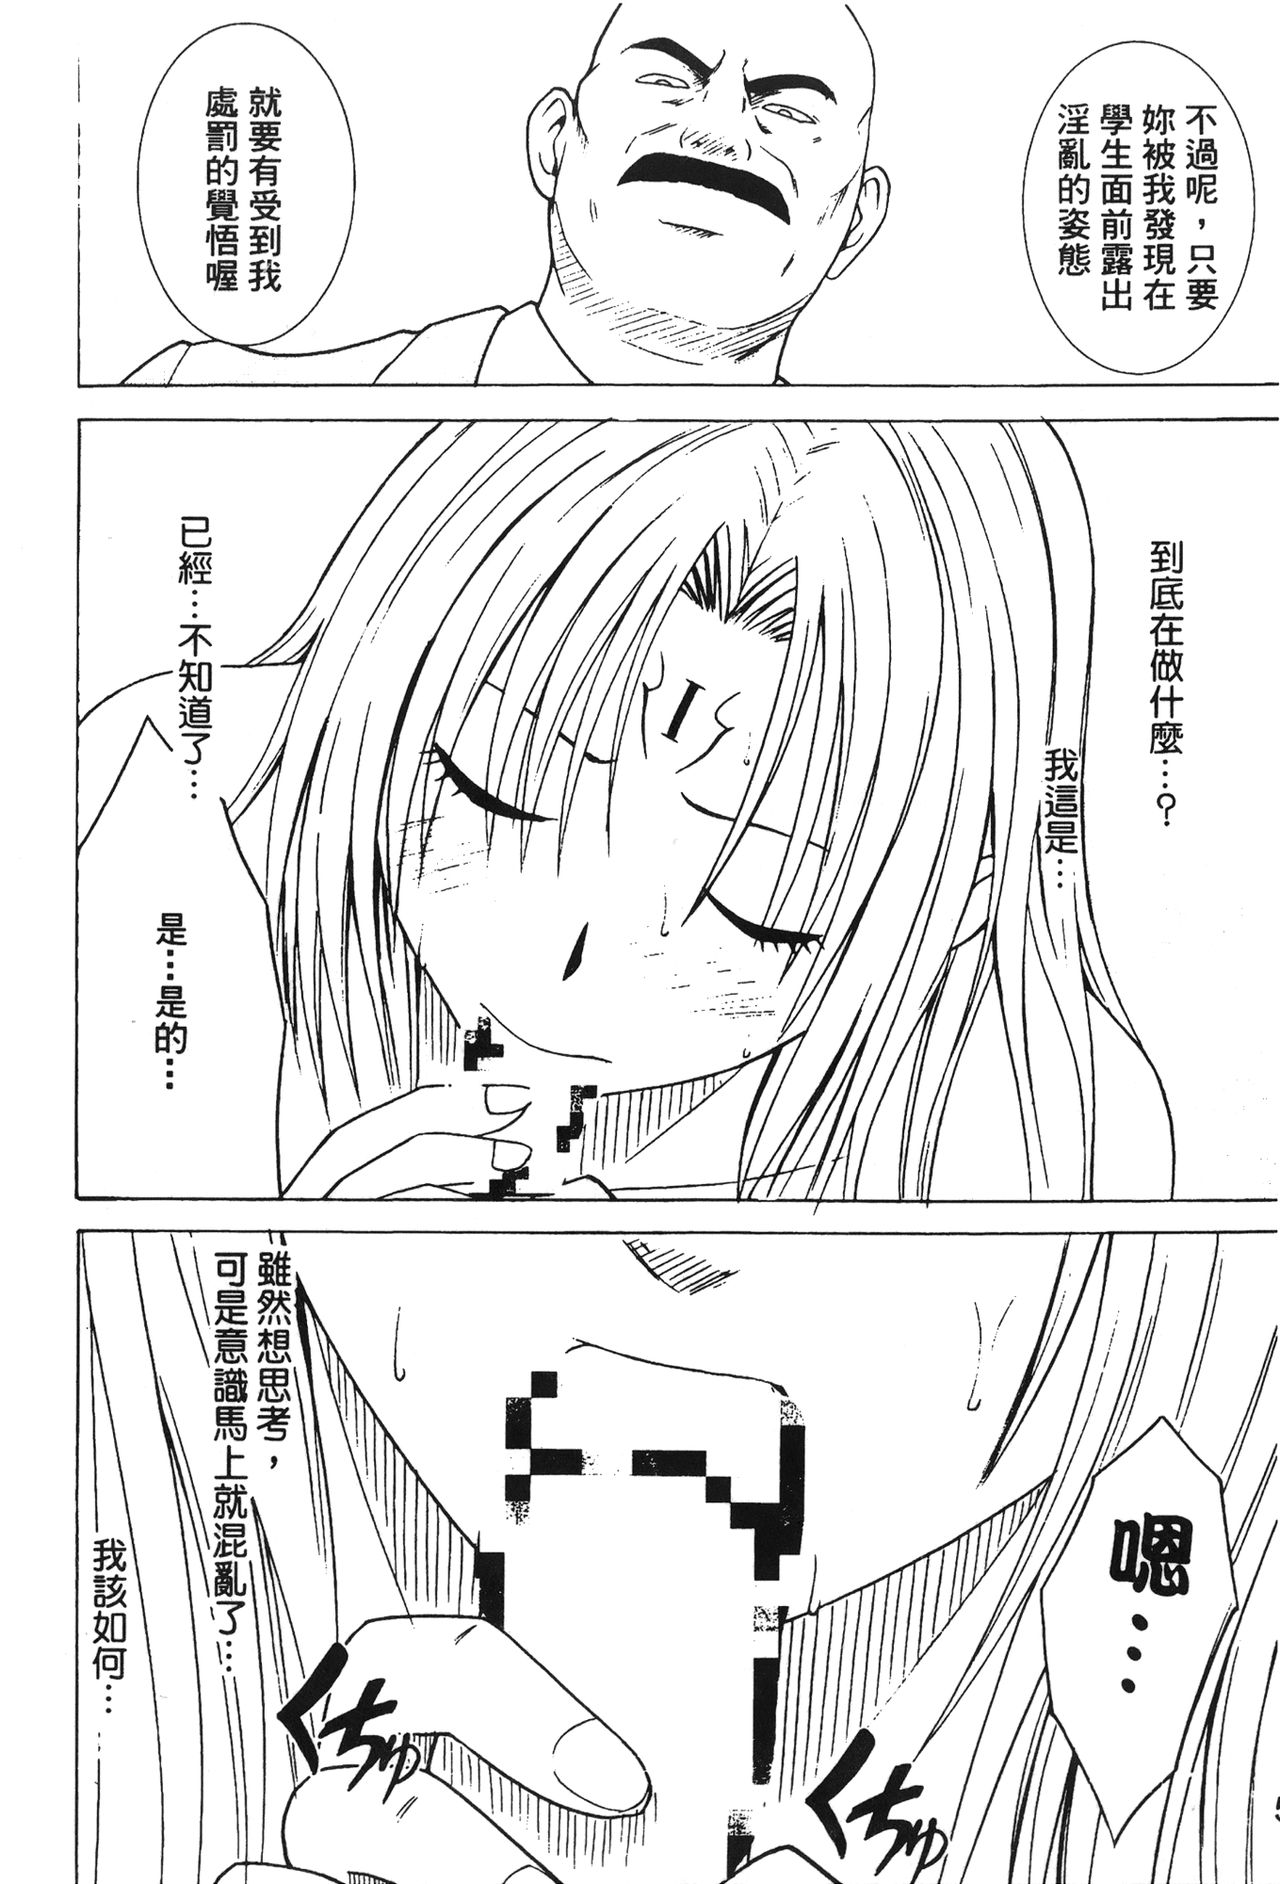 不過呢，只要
妳被我發現在
學生面前露出
淫亂的姿態
就要有受到我
處罰的覺悟喔
到底在做什麼…？
我這是…
I
已經…不知道了…
是…是的…
嗯…
雖然想思考，
可是意識馬上就混亂了…
我該如何…
くちゅ
くちゅ